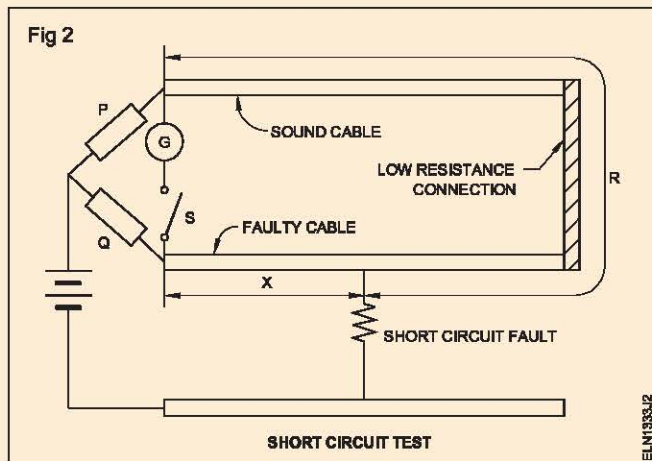 Fig 2
P
G
SOUND CABLE
LOW RESISTANCE
CONNECTION
R
S
Q
FAULTY CABLE
X
SHORT CIRCUIT FAULT
SHORT CIRCUIT TEST
ELN1333J2